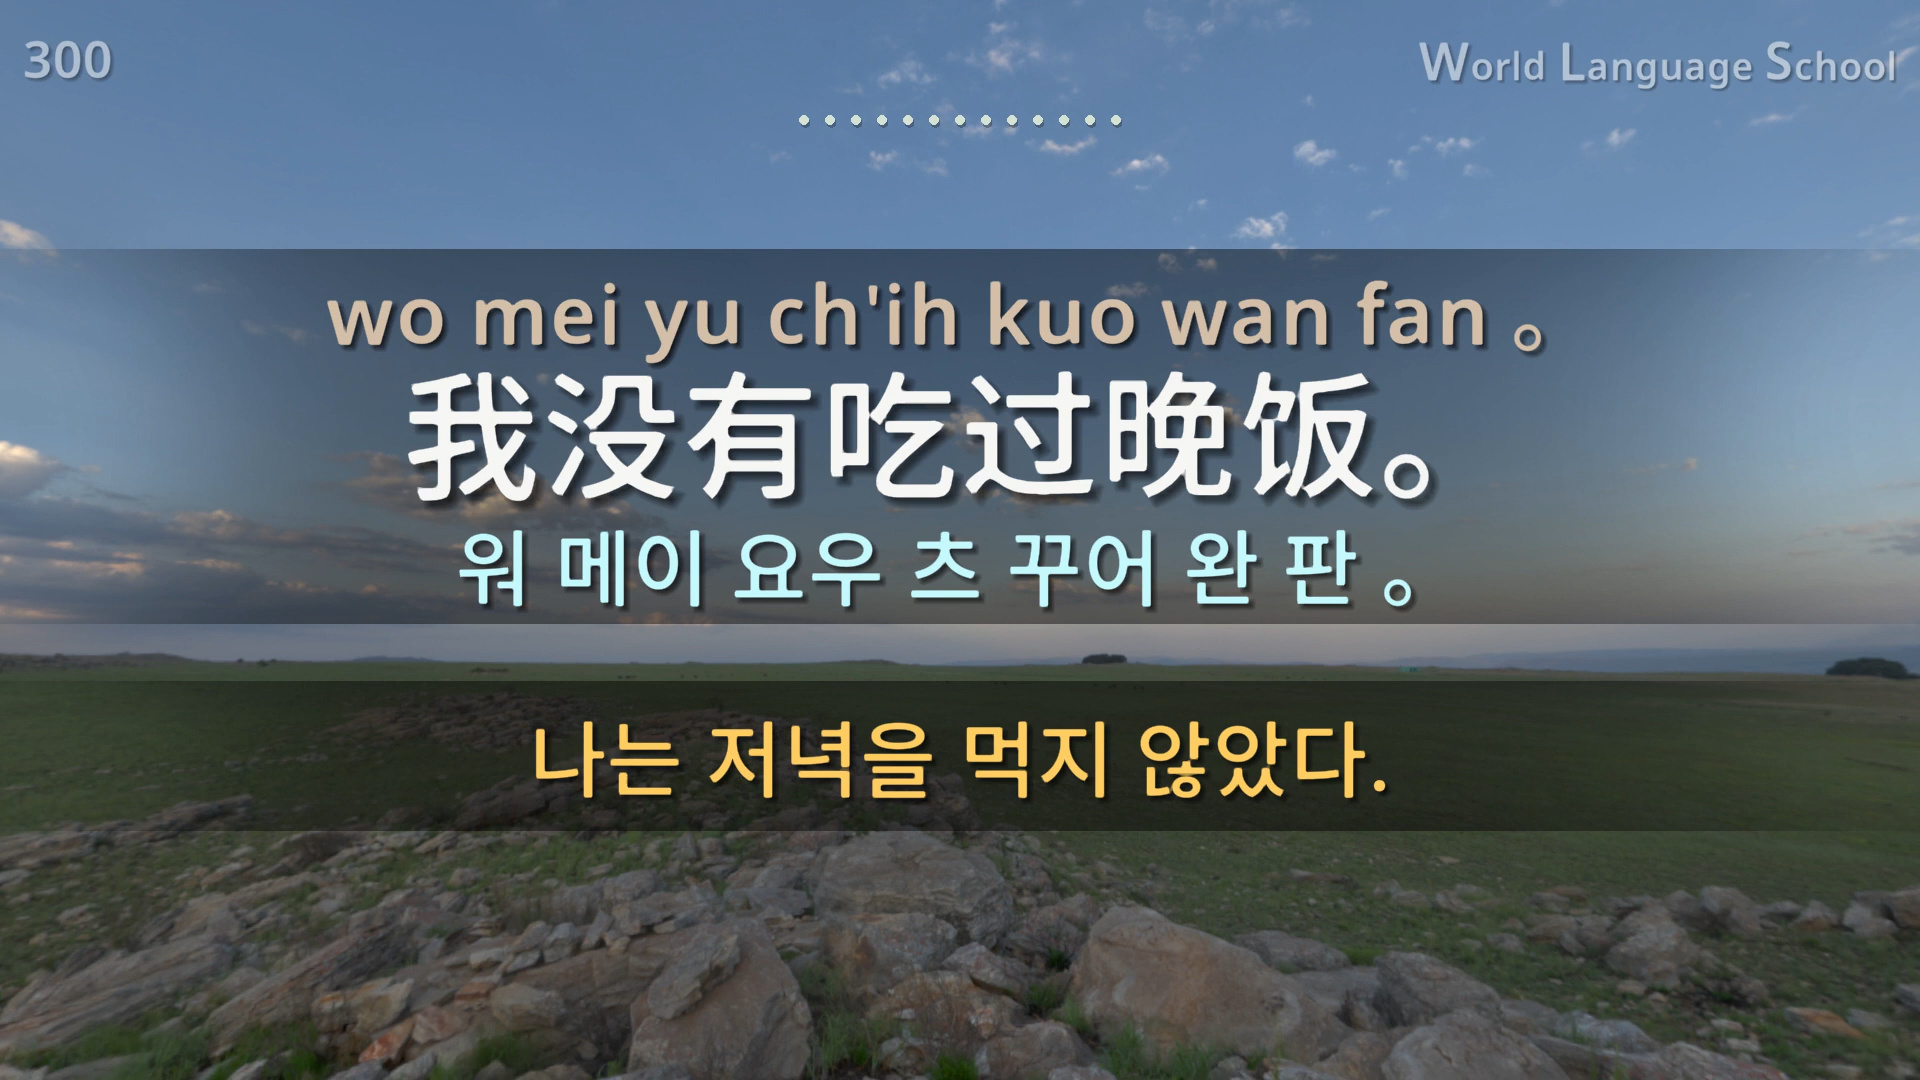 300
World Language School
wo mei yu ch'ih kuo wan fan 。
我没有吃过晚饭。
워 메이 요우 츠 꾸어 완 판 。
나는 저녁을 먹지 않았다.